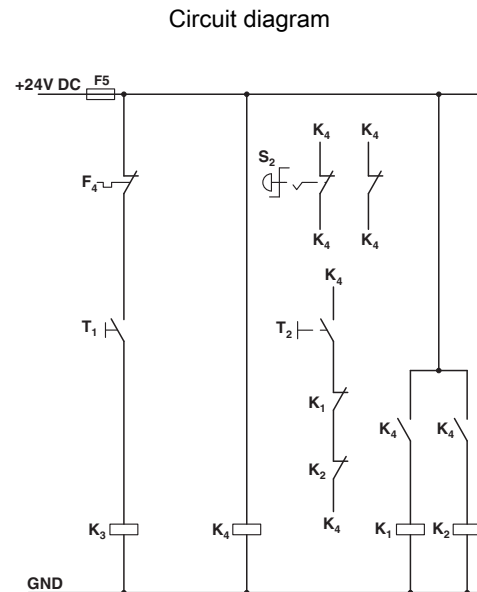 Circuit diagram
+24V DC F5
K₄ K₄
S₂
F₄
K₄ K₄
K₄
T₁ T₂
K₁
K₄ K₄
K₂
K₄
K₃ K₄ K₁ K₂
GND